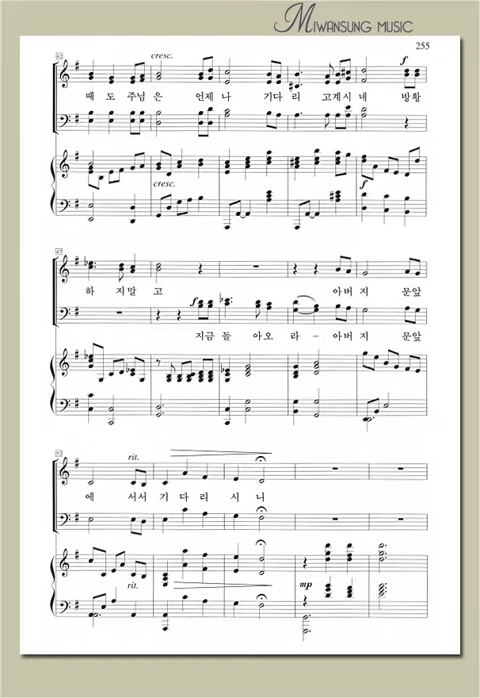 MIWANSUNG MUSIC
255
43
cresc.
f
때 도 주님 은 언제 나 기다 리 고계시 네 방황
cresc.
f
하 지말 고 아버 지 문앞
f
지금 돌 아오 라 - 아버 지 문앞
rit.
에 서서 기 다 리 시 니
rit.
mp